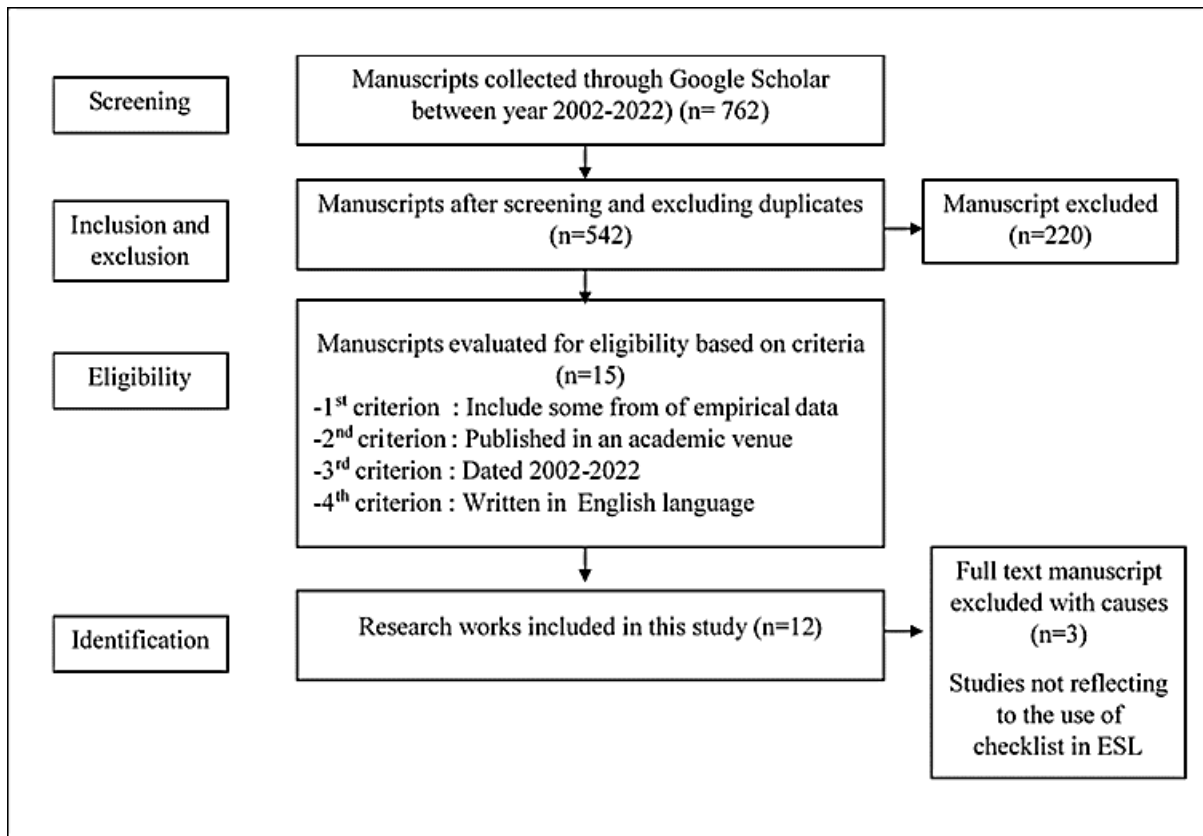 Screening
Manuscripts collected through Google Scholar
between year 2002-2022) (n= 762)
Inclusion and
exclusion
Manuscripts after screening and excluding duplicates
(n=542)
Manuscript excluded
(n=220)
Eligibility
Manuscripts evaluated for eligibility based on criteria
(n=15)
-1st criterion : Include some from of empirical data
-2nd criterion : Published in an academic venue
-3rd criterion : Dated 2002-2022
-4th criterion : Written in English language
Identification
Research works included in this study (n=12)
Full text manuscript
excluded with causes
(n=3)
Studies not reflecting
to the use of
checklist in ESL